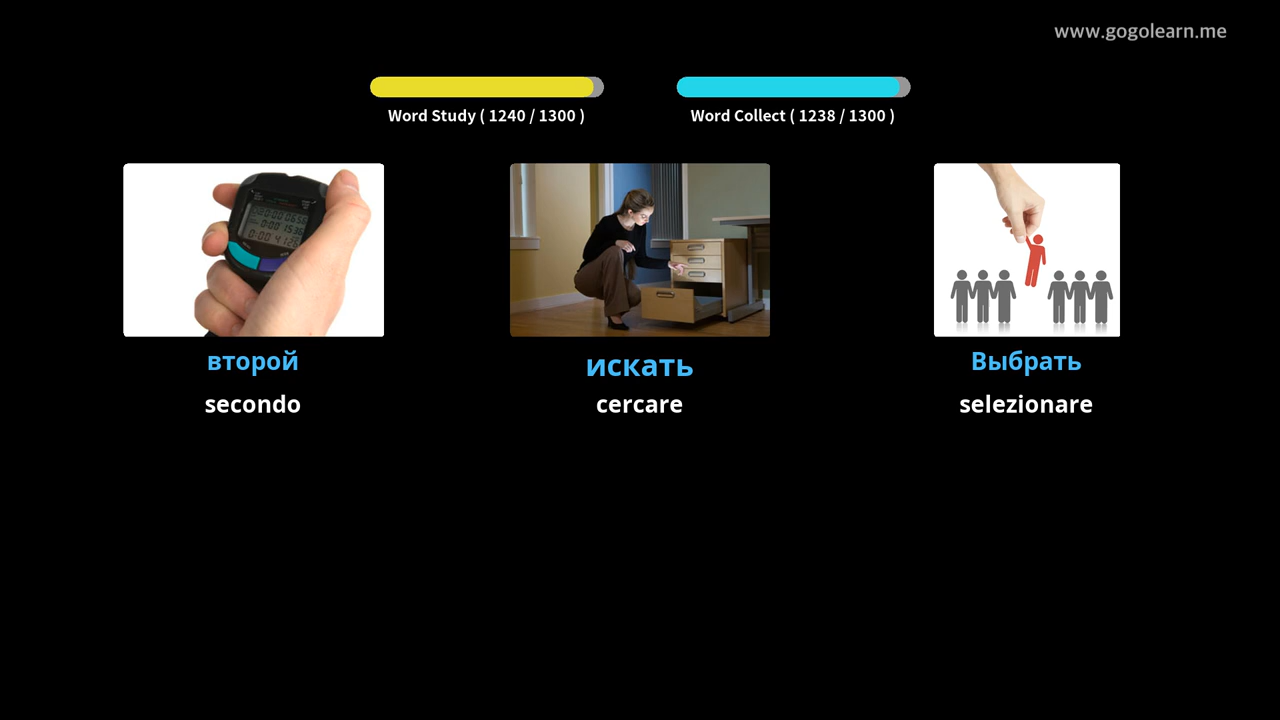 www.gogolearn.me
Word Study ( 1240 / 1300 )
Word Collect ( 1238 / 1300 )
второй
искать
Выбрать
secondo
cercare
selezionare